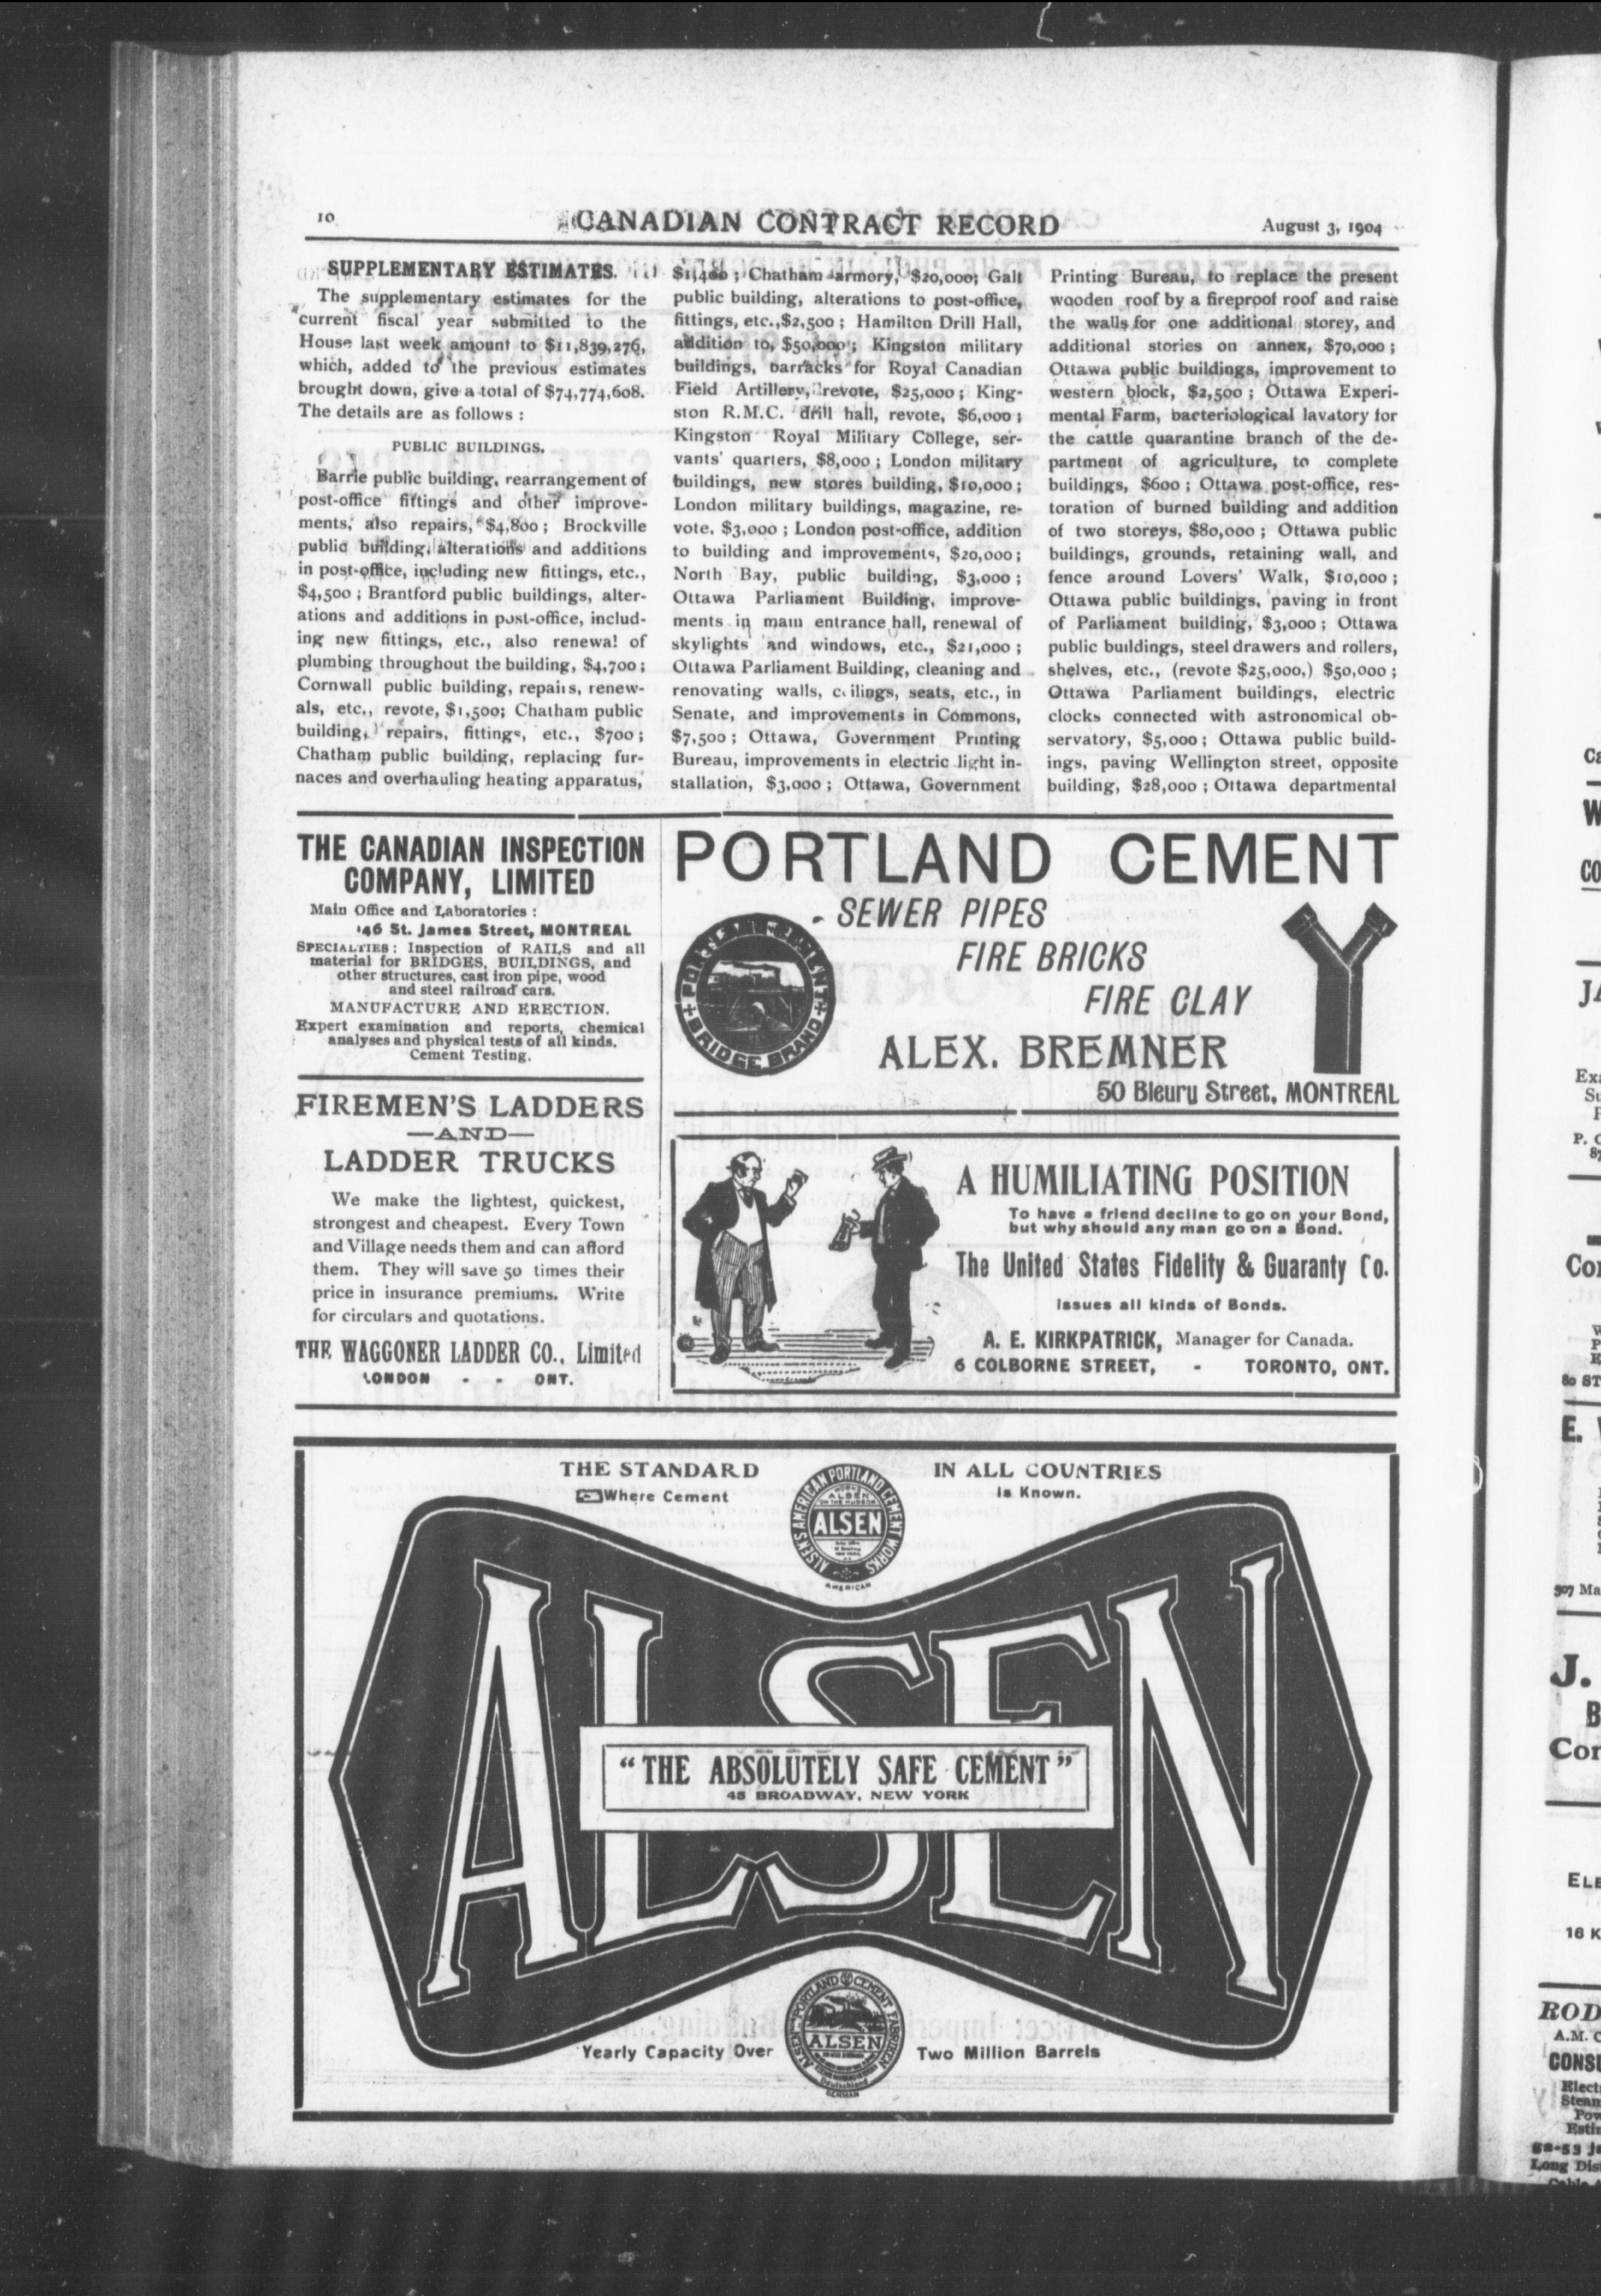 10
CANADIAN CONTRACT RECORD
August 3, 1904
SUPPLEMENTARY ESTIMATES.
The supplementary estimates for the
current fiscal year submitted to the
House last week amount to $11,839,276,
which, added to the previous estimates
brought down, give a total of $74,774,608.
The details are as follows :
PUBLIC BUILDINGS.
Barrie public building, rearrangement of
post-office fittings and other improve-
ments, also repairs, $4,800 ; Brockville
public building, alterations and additions
in post-office, including new fittings, etc.,
$4,500 ; Brantford public buildings, alter-
ations and additions in post-office, includ-
ing new fittings, etc., also renewal of
plumbing throughout the building, $4,700 ;
Cornwall public building, repairs, renew-
als, etc., revote, $1,500; Chatham public
building, repairs, fittings, etc., $700 ;
Chatham public building, replacing fur-
naces and overhauling heating apparatus,
$1,400 ; Chatham armory, $20,000; Galt
public building, alterations to post-office,
fittings, etc.,$2,500 ; Hamilton Drill Hall,
addition to, $50,000 ; Kingston military
buildings, barracks for Royal Canadian
Field Artillery, revote, $25,000 ; King-
ston R.M.C. drill hall, revote, $6,000 ;
Kingston Royal Military College, ser-
vants' quarters, $8,000 ; London military
buildings, new stores building, $10,000 ;
London military buildings, magazine, re-
vote, $3,000 ; London post-office, addition
to building and improvements, $20,000 ;
North Bay, public building, $3,000 ;
Ottawa Parliament Building, improve-
ments in main entrance hall, renewal of
skylights and windows, etc., $21,000 ;
Ottawa Parliament Building, cleaning and
renovating walls, ceilings, seats, etc., in
Senate, and improvements in Commons,
$7,500 ; Ottawa, Government Printing
Bureau, improvements in electric light in-
stallation, $3,000 ; Ottawa, Government
Printing Bureau, to replace the present
wooden roof by a fireproof roof and raise
the walls for one additional storey, and
additional stories on annex, $70,000 ;
Ottawa public buildings, improvement to
western block, $2,500 ; Ottawa Experi-
mental Farm, bacteriological lavatory for
the cattle quarantine branch of the de-
partment of agriculture, to complete
buildings, $600 ; Ottawa post-office, res-
toration of burned building and addition
of two storeys, $80,000 ; Ottawa public
buildings, grounds, retaining wall, and
fence around Lovers' Walk, $10,000 ;
Ottawa public buildings, paving in front
of Parliament building, $3,000 ; Ottawa
public buildings, steel drawers and rollers,
shelves, etc., (revote $25,000,) $50,000 ;
Ottawa Parliament buildings, electric
clocks connected with astronomical ob-
servatory, $5,000 ; Ottawa public build-
ings, paving Wellington street, opposite
building, $28,000 ; Ottawa departmental
THE CANADIAN INSPECTION
COMPANY, LIMITED
Main Office and Laboratories :
146 St. James Street, MONTREAL
SPECIALTIES : Inspection of RAILS and all
material for BRIDGES, BUILDINGS, and
other structures, cast iron pipe, wood
and steel railroad cars.
MANUFACTURE AND ERECTION.
Expert examination and reports, chemical
analyses and physical tests of all kinds.
Cement Testing.
FIREMEN'S LADDERS
—AND—
LADDER TRUCKS
We make the lightest, quickest,
strongest and cheapest. Every Town
and Village needs them and can afford
them. They will save 50 times their
price in insurance premiums. Write
for circulars and quotations.
THE WAGGONER LADDER CO., Limited
LONDON - - ONT.
PORTLAND CEMENT
SEWER PIPES
FIRE BRICKS
FIRE CLAY
BRIDGE BRAND
ALEX. BREMNER
50 Bleury Street, MONTREAL
A HUMILIATING POSITION
To have a friend decline to go on your Bond,
but why should any man go on a Bond.
The United States Fidelity & Guaranty Co.
issues all kinds of Bonds.
A. E. KIRKPATRICK, Manager for Canada.
6 COLBORNE STREET, - TORONTO, ONT.
THE STANDARD
Where Cement
IN ALL COUNTRIES
is Known.
ALSEN'S AMERICAN PORTLAND CEMENT WORKS
ALSEN
AMERICAN
ALSEN
"THE ABSOLUTELY SAFE CEMENT"
45 BROADWAY, NEW YORK
Yearly Capacity Over
ALSEN'SCHE PORTLAND CEMENT FABRIKEN
ALSEN
Deutschland
GERMAN
Two Million Barrels